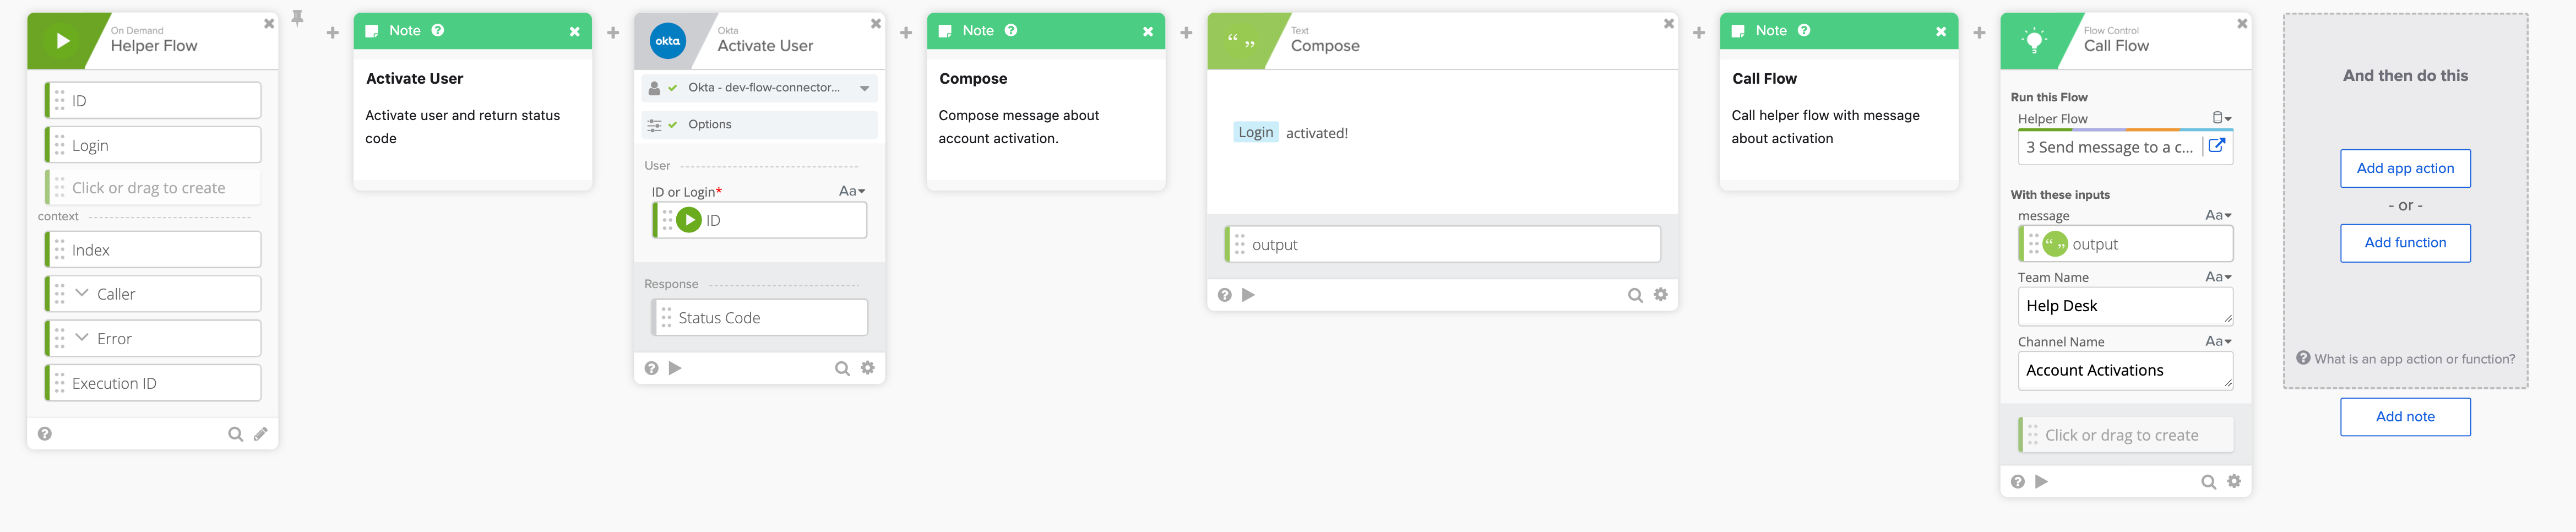 On Demand
Helper Flow
ID
Login
Click or drag to create
context
Index
Caller
Error
Execution ID
Note
Activate User
Activate user and return status
code
okta
Okta
Activate User
Okta - dev-flow-connector...
Options
User
ID or Login*
Aa
ID
Response
Status Code
Note
Compose
Compose message about
account activation.
Text
Compose
Login activated!
output
Note
Call Flow
Call helper flow with message
about activation
Flow Control
Call Flow
Run this Flow
Helper Flow
3 Send message to a c...
With these inputs
message
Aa
output
Team Name
Aa
Help Desk
Channel Name
Aa
Account Activations
Click or drag to create
And then do this
Add app action
- or -
Add function
What is an app action or function?
Add note